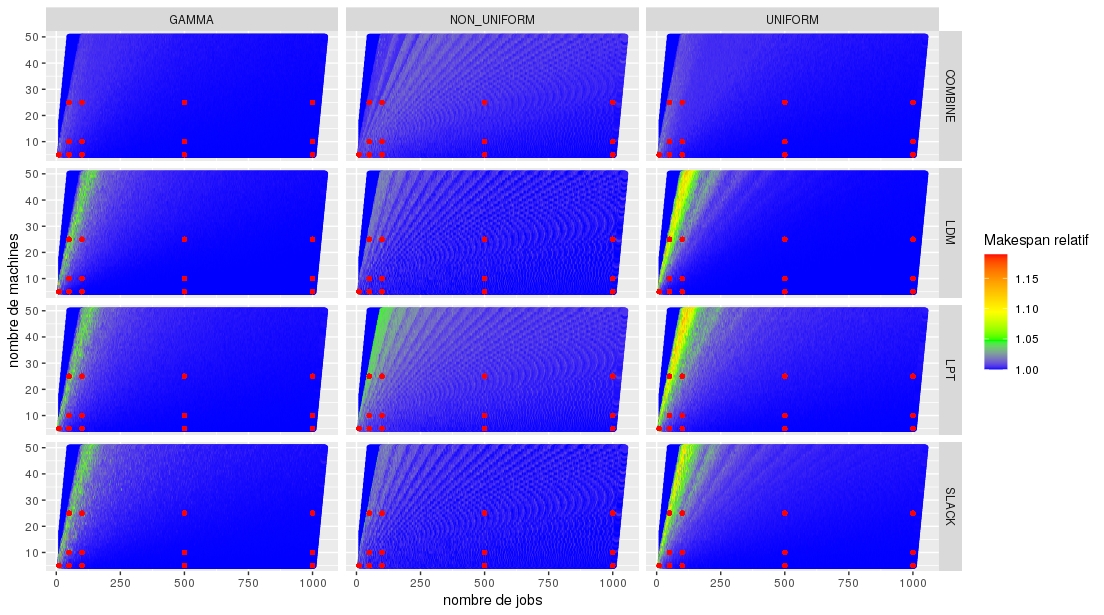 GAMMA NON_UNIFORM UNIFORM
50
40
30
20
10
COMBINE
50
40
30
20
10
LDM
50
40
30
20
10
LPT
50
40
30
20
10
SLACK
nombre de machines
0 250 500 750 1000 0 250 500 750 1000 0 250 500 750 1000
nombre de jobs
Makespan relatif
1.15
1.10
1.05
1.00